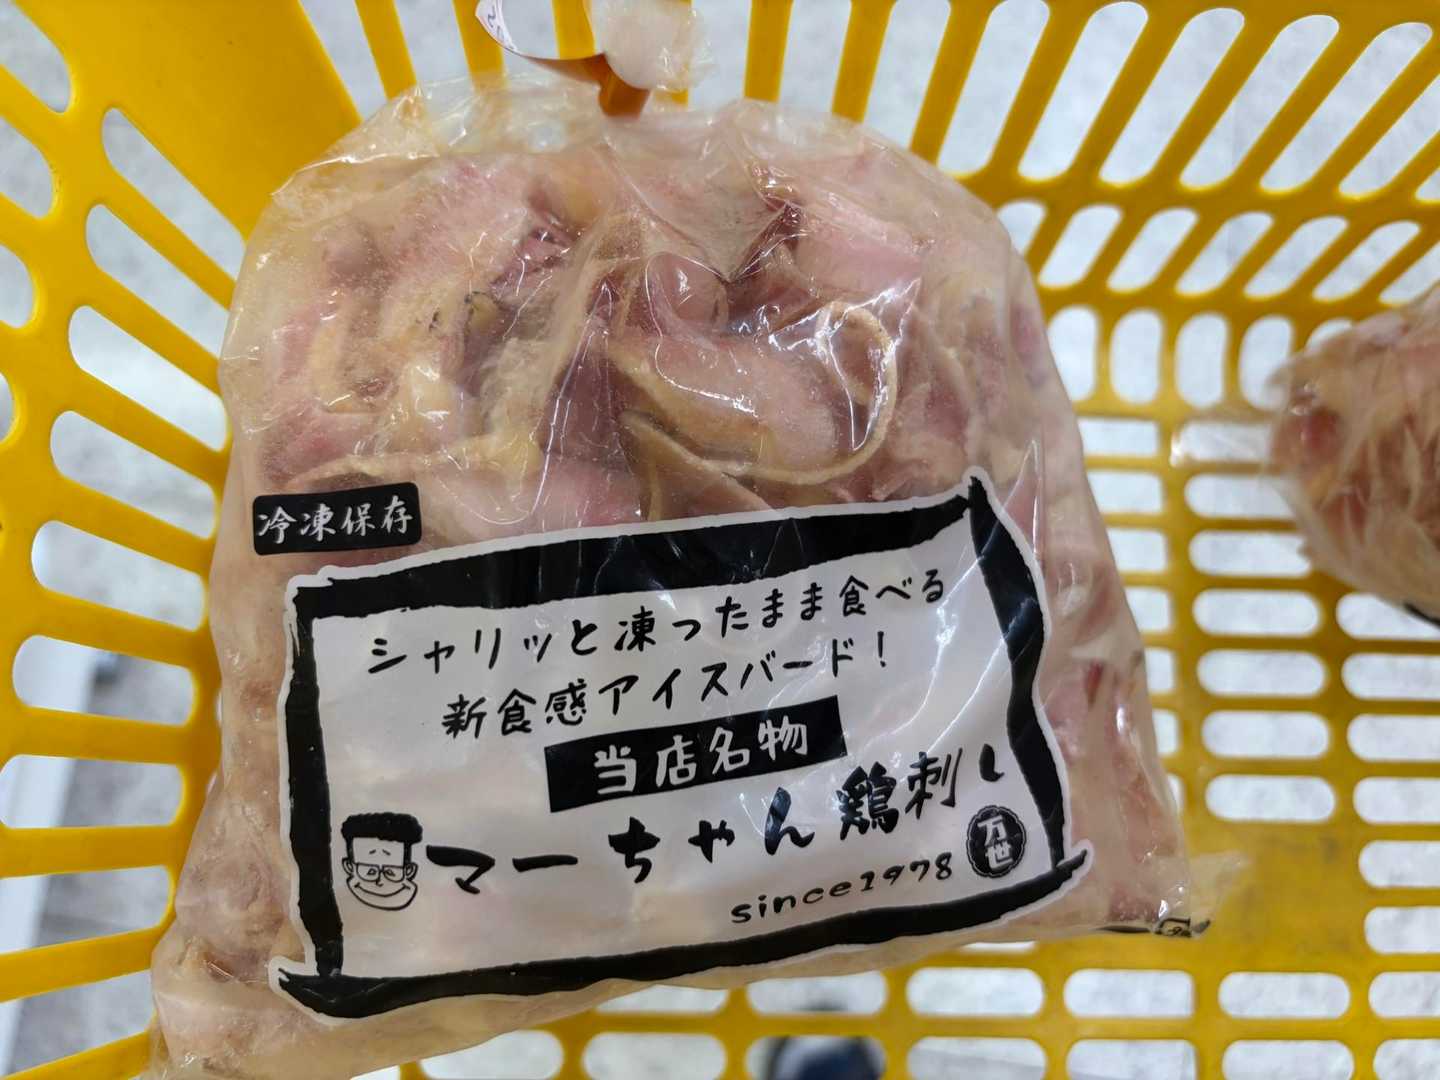 冷凍保存
シャリッと凍ったまま食べる
新食感アイスバード!
当店名物
マーちゃん鶏刺し
万世
since1978